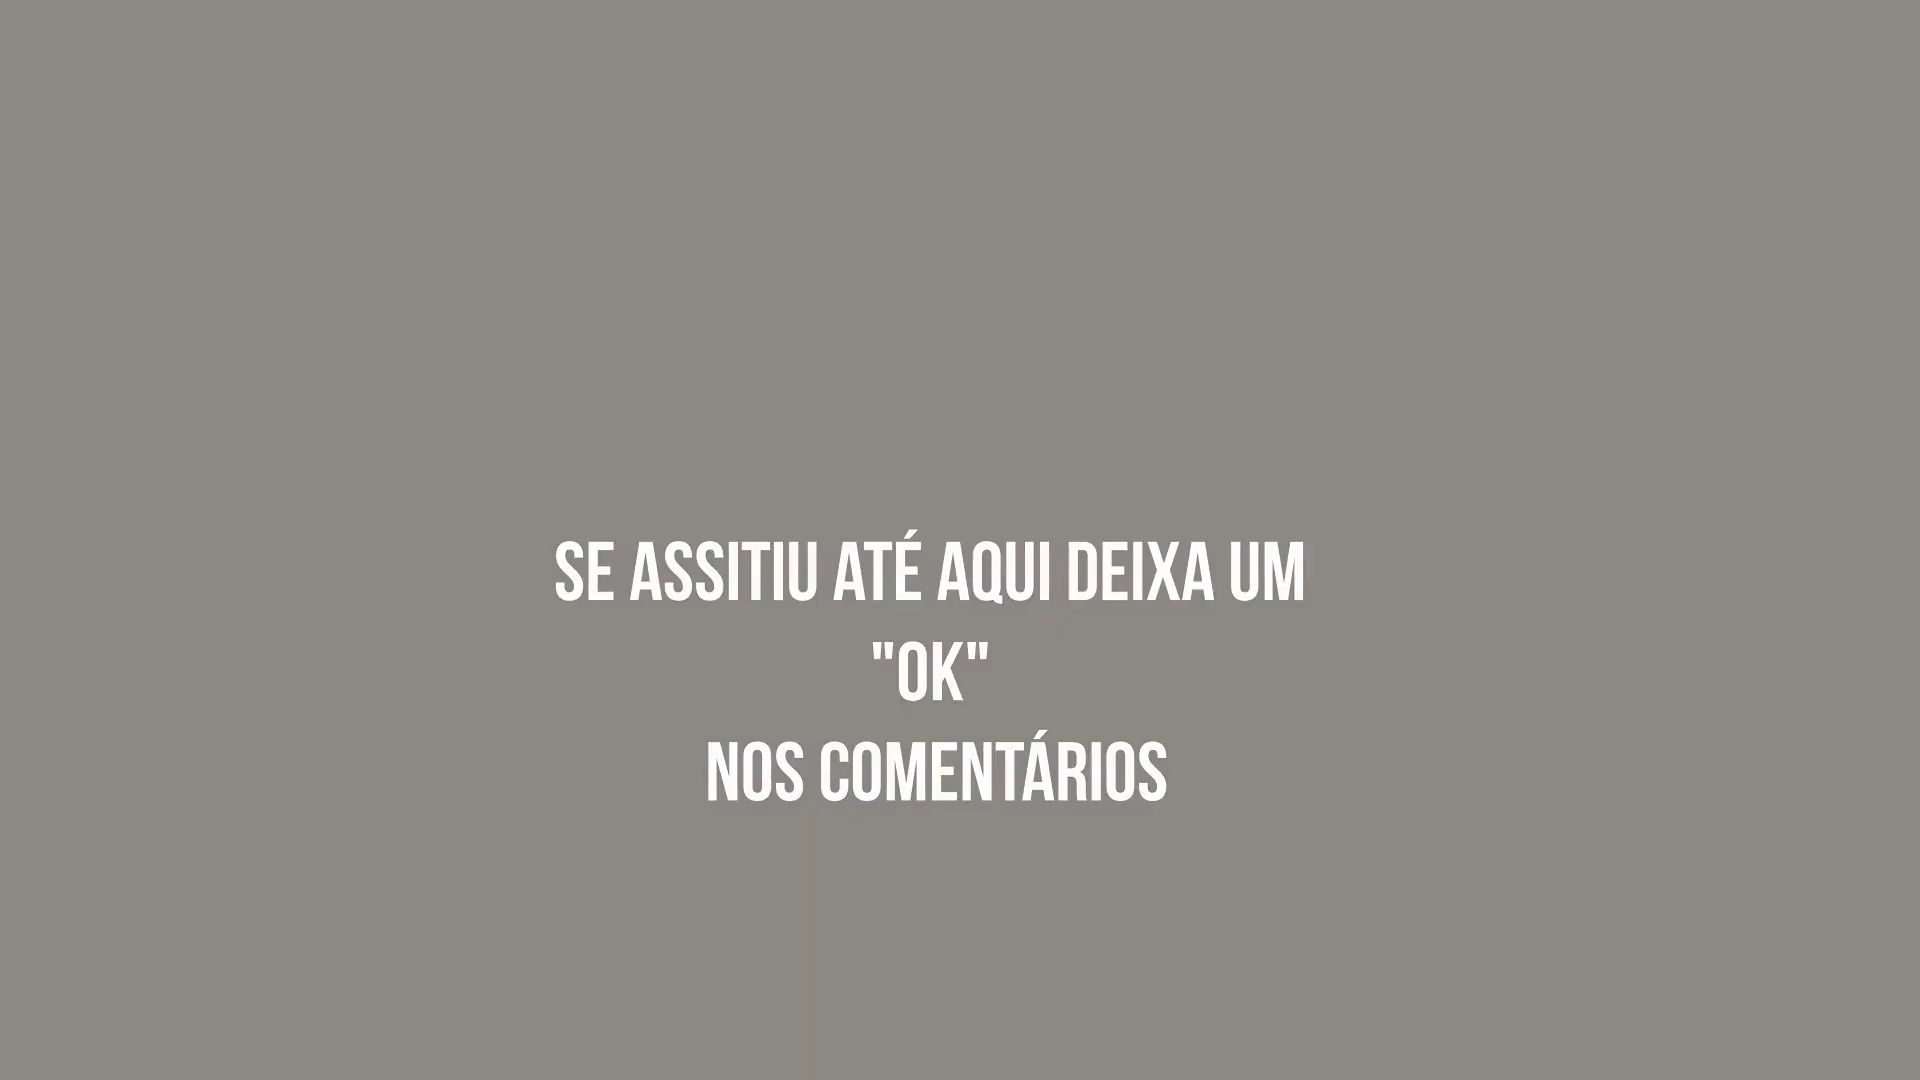 SE ASSITIU ATÉ AQUI DEIXA UM
"OK"
NOS COMENTÁRIOS